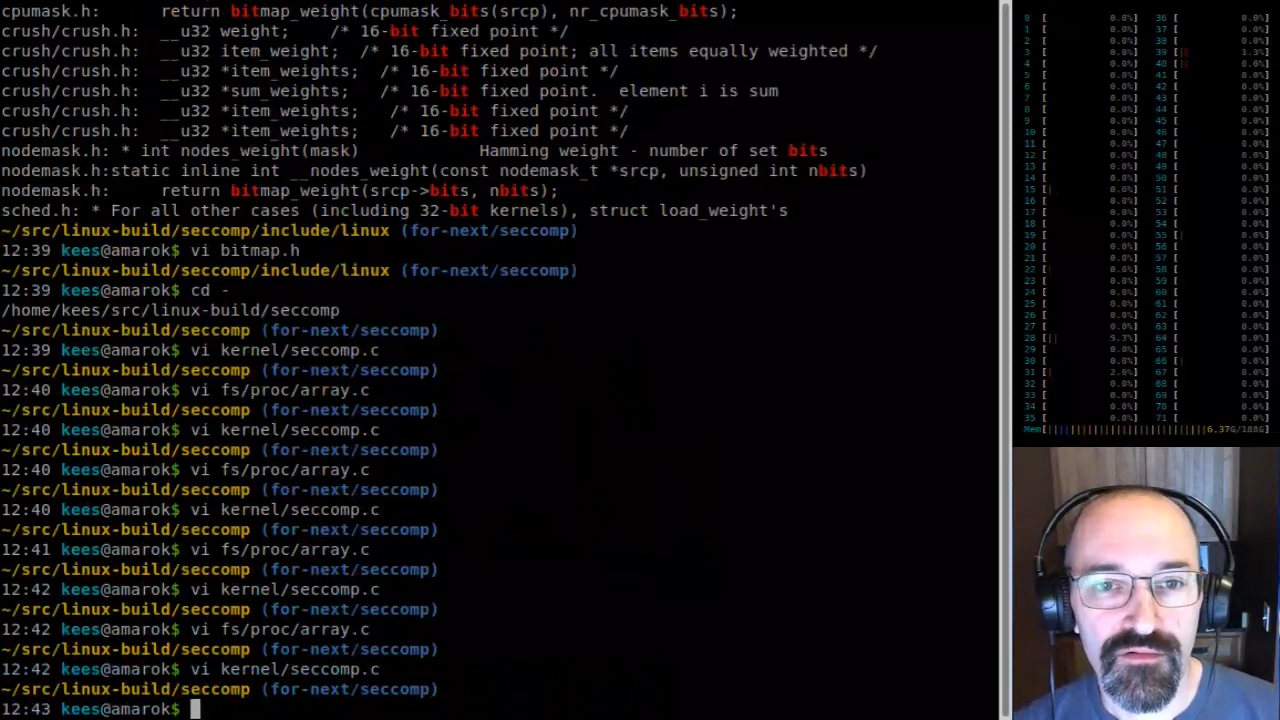 cpumask.h:     return bitmap_weight(cpumask_bits(srcp), nr_cpumask_bits);
crush/crush.h:  __u32 weight;    /* 16-bit fixed point */
crush/crush.h:  __u32 item_weight;  /* 16-bit fixed point; all items equally weighted */
crush/crush.h:  __u32 *item_weights;  /* 16-bit fixed point */
crush/crush.h:  __u32 *sum_weights;   /* 16-bit fixed point.  element i is sum
crush/crush.h:  __u32 *item_weights;   /* 16-bit fixed point */
crush/crush.h:  __u32 *item_weights;   /* 16-bit fixed point */
nodemask.h: * int nodes_weight(mask)            Hamming weight - number of set bits
nodemask.h:static inline int __nodes_weight(const nodemask_t *srcp, unsigned int nbits)
nodemask.h:     return bitmap_weight(srcp->bits, nbits);
sched.h: * For all other cases (including 32-bit kernels), struct load_weight's
~/src/linux-build/seccomp/include/linux (for-next/seccomp)
12:39 kees@amarok$ vi bitmap.h
~/src/linux-build/seccomp/include/linux (for-next/seccomp)
12:39 kees@amarok$ cd -
/home/kees/src/linux-build/seccomp
~/src/linux-build/seccomp (for-next/seccomp)
12:39 kees@amarok$ vi kernel/seccomp.c
~/src/linux-build/seccomp (for-next/seccomp)
12:40 kees@amarok$ vi fs/proc/array.c
~/src/linux-build/seccomp (for-next/seccomp)
12:40 kees@amarok$ vi kernel/seccomp.c
~/src/linux-build/seccomp (for-next/seccomp)
12:40 kees@amarok$ vi fs/proc/array.c
~/src/linux-build/seccomp (for-next/seccomp)
12:40 kees@amarok$ vi kernel/seccomp.c
~/src/linux-build/seccomp (for-next/seccomp)
12:41 kees@amarok$ vi fs/proc/array.c
~/src/linux-build/seccomp (for-next/seccomp)
12:42 kees@amarok$ vi kernel/seccomp.c
~/src/linux-build/seccomp (for-next/seccomp)
12:42 kees@amarok$ vi fs/proc/array.c
~/src/linux-build/seccomp (for-next/seccomp)
12:42 kees@amarok$ vi kernel/seccomp.c
~/src/linux-build/seccomp (for-next/seccomp)
12:43 kees@amarok$